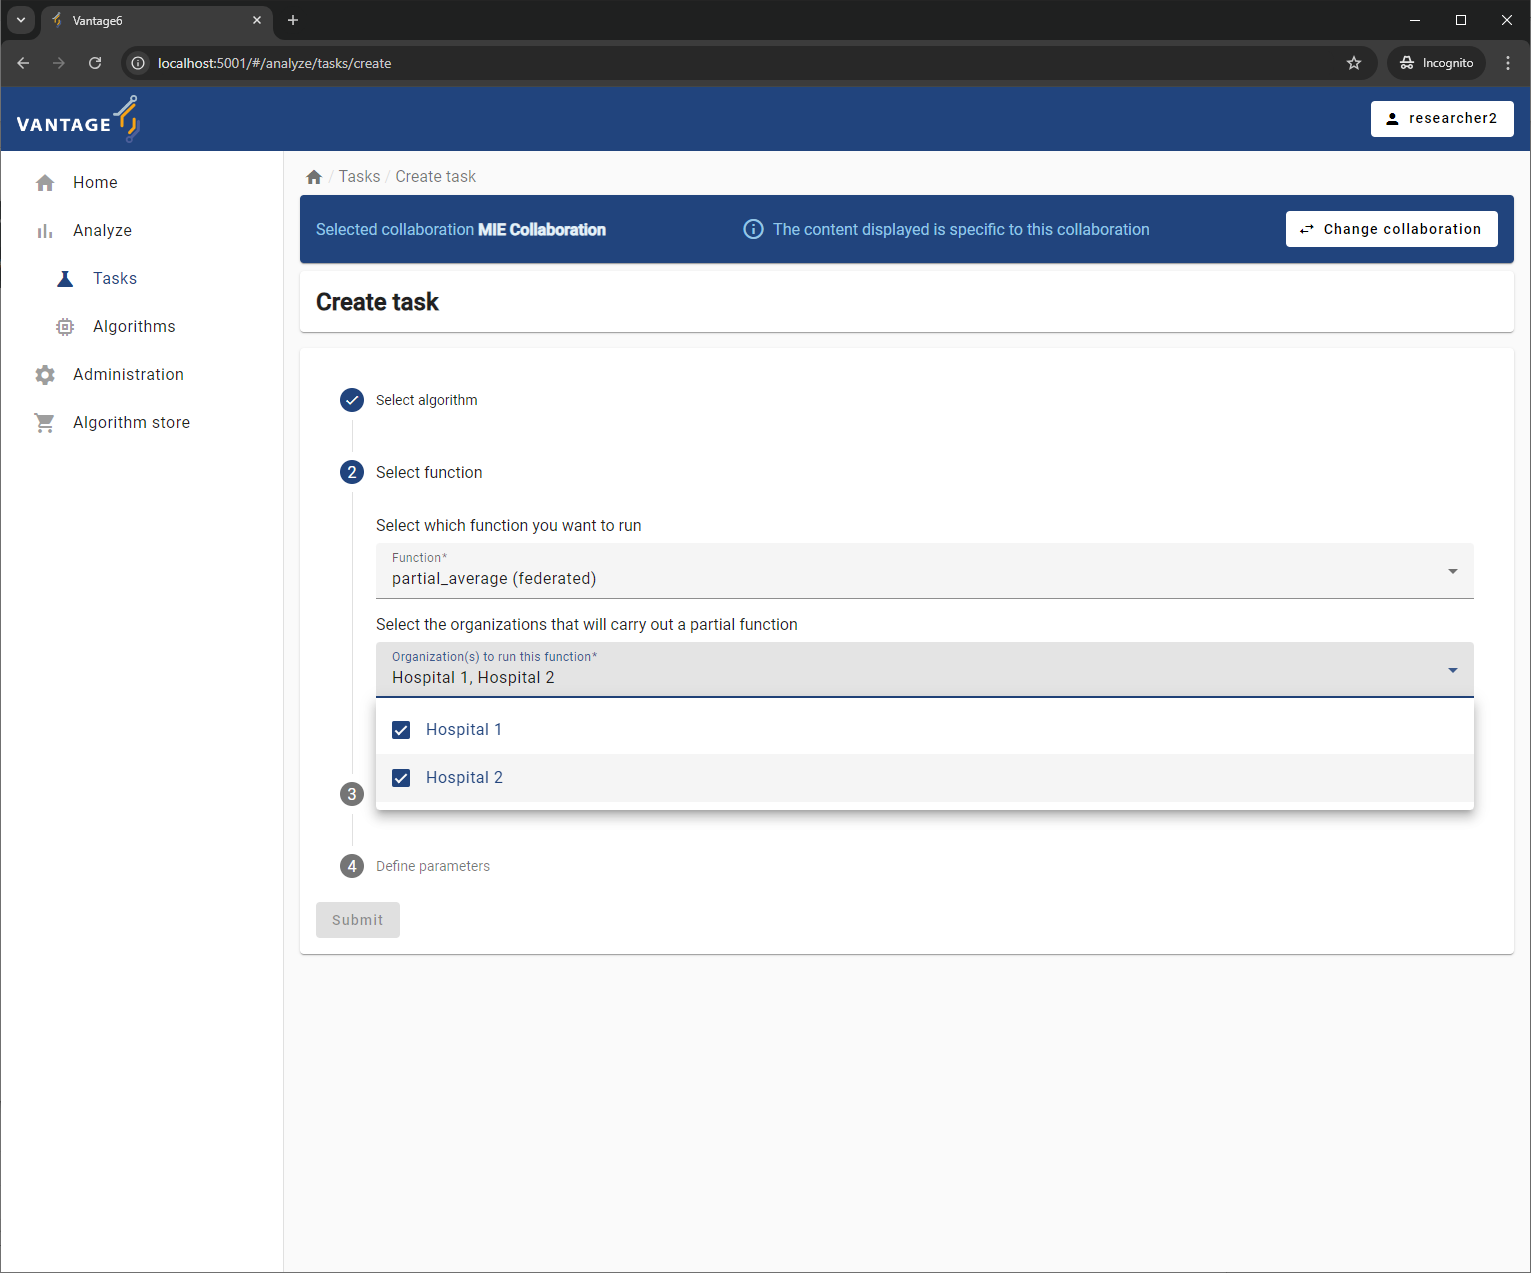 Vantage6
localhost:5001/#/analyze/tasks/create
Incognito
VANTAGE
researcher2
Home
Analyze
Tasks
Algorithms
Administration
Algorithm store
/ Tasks / Create task
Selected collaboration MIE Collaboration
The content displayed is specific to this collaboration
Change collaboration
Create task
Select algorithm
2 Select function
Select which function you want to run
Function*
partial_average (federated)
Select the organizations that will carry out a partial function
Organization(s) to run this function*
Hospital 1, Hospital 2
Hospital 1
Hospital 2
3
4 Define parameters
Submit